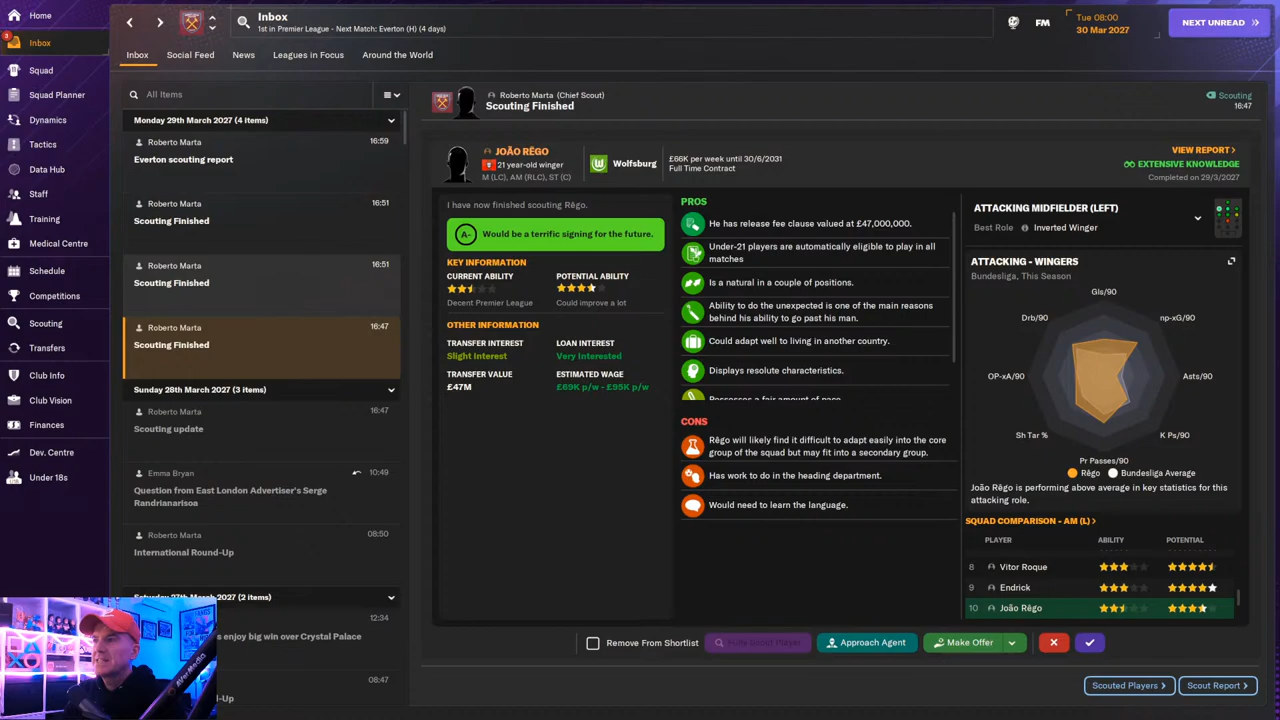 Home
Inbox
Squad
Squad Planner
Dynamics
Tactics
Data Hub
Staff
Training
Medical Centre
Schedule
Competitions
Scouting
Transfers
Club Info
Club Vision
Finances
Dev. Centre
Under 18s
Inbox
1st in Premier League - Next Match: Everton (H) (4 days)
FM
Tue 08:00
30 Mar 2027
NEXT UNREAD
Inbox
Social Feed
News
Leagues in Focus
Around the World
All Items
Monday 29th March 2027 (4 items)
Roberto Marta 16:59
Everton scouting report
Roberto Marta 16:51
Scouting Finished
Roberto Marta 16:51
Scouting Finished
Roberto Marta 16:47
Scouting Finished
Sunday 28th March 2027 (3 items)
Roberto Marta 16:47
Scouting update
Emma Bryan 10:49
Question from East London Advertiser's Serge
Randrianarisoa
Roberto Marta 08:50
International Round-Up
Saturday 27th March 2027 (2 items)
12:34
s enjoy big win over Crystal Palace
08:47
d-Up
Roberto Marta (Chief Scout)
Scouting Finished
Scouting
16:47
JOÃO RÊGO
21 year-old winger
M (LC), AM (RLC), ST (C)
Wolfsburg
£66K per week until 30/6/2031
Full Time Contract
VIEW REPORT
EXTENSIVE KNOWLEDGE
Completed on 29/3/2027
I have now finished scouting Rêgo.
A- Would be a terrific signing for the future.
KEY INFORMATION
CURRENT ABILITY POTENTIAL ABILITY
Decent Premier League Could improve a lot
OTHER INFORMATION
TRANSFER INTEREST LOAN INTEREST
Slight Interest Very Interested
TRANSFER VALUE ESTIMATED WAGE
£47M £69K p/w - £95K p/w
PROS
He has release fee clause valued at £47,000,000.
Under-21 players are automatically eligible to play in all
matches
Is a natural in a couple of positions.
Ability to do the unexpected is one of the main reasons
behind his ability to go past his man.
Could adapt well to living in another country.
Displays resolute characteristics.
Possesses a fair amount of pace.
CONS
Rêgo will likely find it difficult to adapt easily into the core
group of the squad but may fit into a secondary group.
Has work to do in the heading department.
Would need to learn the language.
ATTACKING MIDFIELDER (LEFT)
Best Role Inverted Winger
ATTACKING - WINGERS
Bundesliga, This Season
Gls/90
Drb/90 np-xG/90
OP-xA/90 Asts/90
Sh Tar % K Ps/90
Pr Passes/90
Rêgo Bundesliga Average
João Rêgo is performing above average in key statistics for this
attacking role.
SQUAD COMPARISON - AM (L)
PLAYER ABILITY POTENTIAL
8 Vitor Roque
9 Endrick
10 João Rêgo
Remove From Shortlist
Fully Scout Player
Approach Agent
Make Offer
Scouted Players
Scout Report